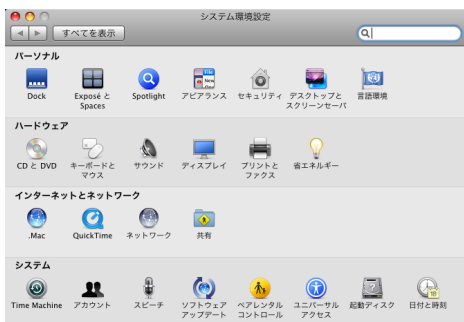 システム環境設定
すべてを表示
パーソナル
Dock
Exposé と
Spaces
Spotlight
アピアランス
セキュリティ
デスクトップと
スクリーンセーバ
言語環境
ハードウェア
CD と DVD
キーボードと
マウス
サウンド
ディスプレイ
プリントと
ファクス
省エネルギー
インターネットとネットワーク
.Mac
QuickTime
ネットワーク
共有
システム
Time Machine
アカウント
スピーチ
ソフトウェア
アップデート
ペアレンタル
コントロール
ユニバーサル
アクセス
起動ディスク
日付と時刻